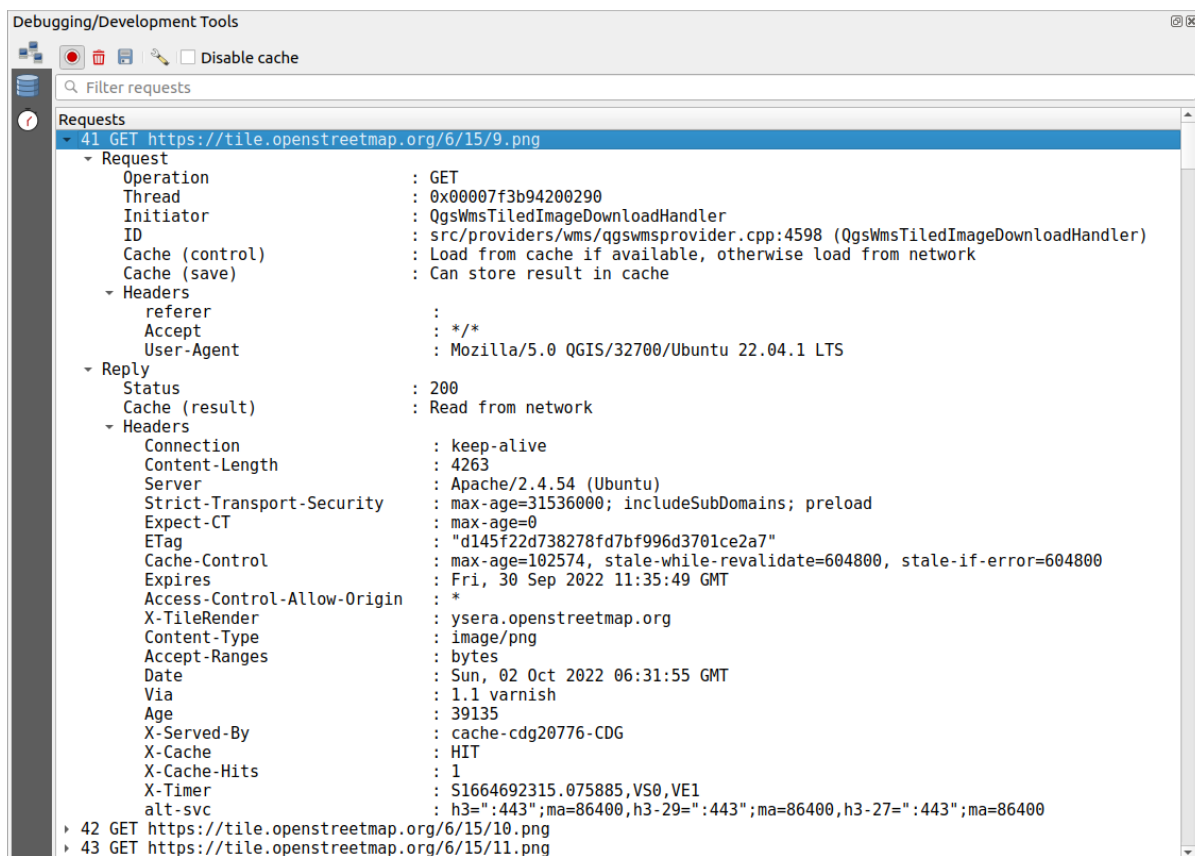 Debugging/Development Tools
Disable cache
Filter requests
Requests
41 GET https://tile.openstreetmap.org/6/15/9.png
Request
Operation : GET
Thread : 0x00007f3b94200290
Initiator : QgsWmsTiledImageDownloadHandler
ID : src/providers/wms/qgswmsprovider.cpp:4598 (QgsWmsTiledImageDownloadHandler)
Cache (control) : Load from cache if available, otherwise load from network
Cache (save) : Can store result in cache
Headers
referer :
Accept : */*
User-Agent : Mozilla/5.0 QGIS/32700/Ubuntu 22.04.1 LTS
Reply
Status : 200
Cache (result) : Read from network
Headers
Connection : keep-alive
Content-Length : 4263
Server : Apache/2.4.54 (Ubuntu)
Strict-Transport-Security : max-age=31536000; includeSubDomains; preload
Expect-CT : max-age=0
ETag : "d145f22d738278fd7bf996d3701ce2a7"
Cache-Control : max-age=102574, stale-while-revalidate=604800, stale-if-error=604800
Expires : Fri, 30 Sep 2022 11:35:49 GMT
Access-Control-Allow-Origin : *
X-TileRender : ysera.openstreetmap.org
Content-Type : image/png
Accept-Ranges : bytes
Date : Sun, 02 Oct 2022 06:31:55 GMT
Via : 1.1 varnish
Age : 39135
X-Served-By : cache-cdg20776-CDG
X-Cache : HIT
X-Cache-Hits : 1
X-Timer : S1664692315.075885,VS0,VE1
alt-svc : h3=":443";ma=86400,h3-29=":443";ma=86400,h3-27=":443";ma=86400
42 GET https://tile.openstreetmap.org/6/15/10.png
43 GET https://tile.openstreetmap.org/6/15/11.png